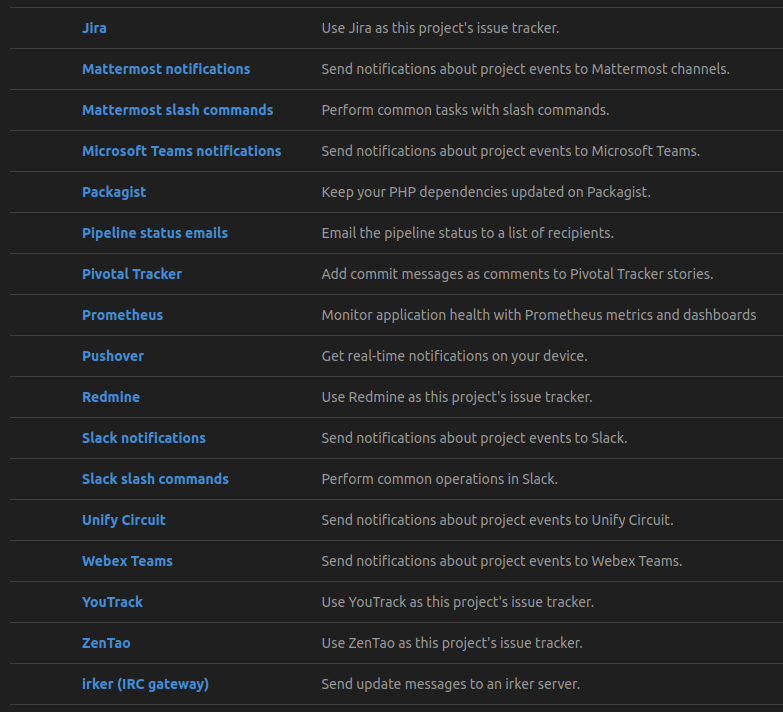 Jira Use Jira as this project's issue tracker.
Mattermost notifications Send notifications about project events to Mattermost channels.
Mattermost slash commands Perform common tasks with slash commands.
Microsoft Teams notifications Send notifications about project events to Microsoft Teams.
Packagist Keep your PHP dependencies updated on Packagist.
Pipeline status emails Email the pipeline status to a list of recipients.
Pivotal Tracker Add commit messages as comments to Pivotal Tracker stories.
Prometheus Monitor application health with Prometheus metrics and dashboards
Pushover Get real-time notifications on your device.
Redmine Use Redmine as this project's issue tracker.
Slack notifications Send notifications about project events to Slack.
Slack slash commands Perform common operations in Slack.
Unify Circuit Send notifications about project events to Unify Circuit.
Webex Teams Send notifications about project events to Webex Teams.
YouTrack Use YouTrack as this project's issue tracker.
ZenTao Use ZenTao as this project's issue tracker.
irker (IRC gateway) Send update messages to an irker server.